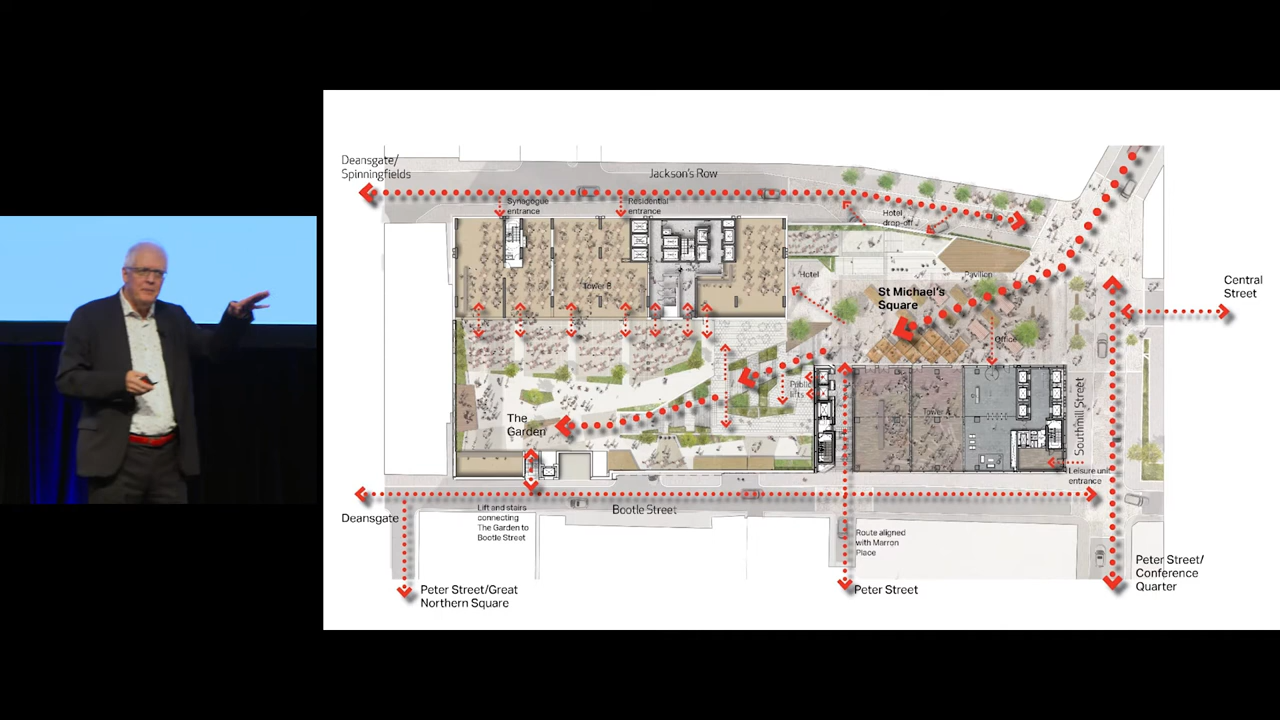 Deansgate/
Spinningfields
Jackson's Row
Synagogue
entrance
Residential
entrance
Hotel
drop-off
Tower B
Hotel
Pavilion
St Michael's
Square
Central
Street
Office
Public
lifts
The
Garden
Tower A
Southmill Street
Leisure unit
entrance
Deansgate
Lift and stairs
connecting
The Garden to
Bootle Street
Bootle Street
Route aligned
with Marron
Place
Peter Street/Great
Northern Square
Peter Street
Peter Street/
Conference
Quarter